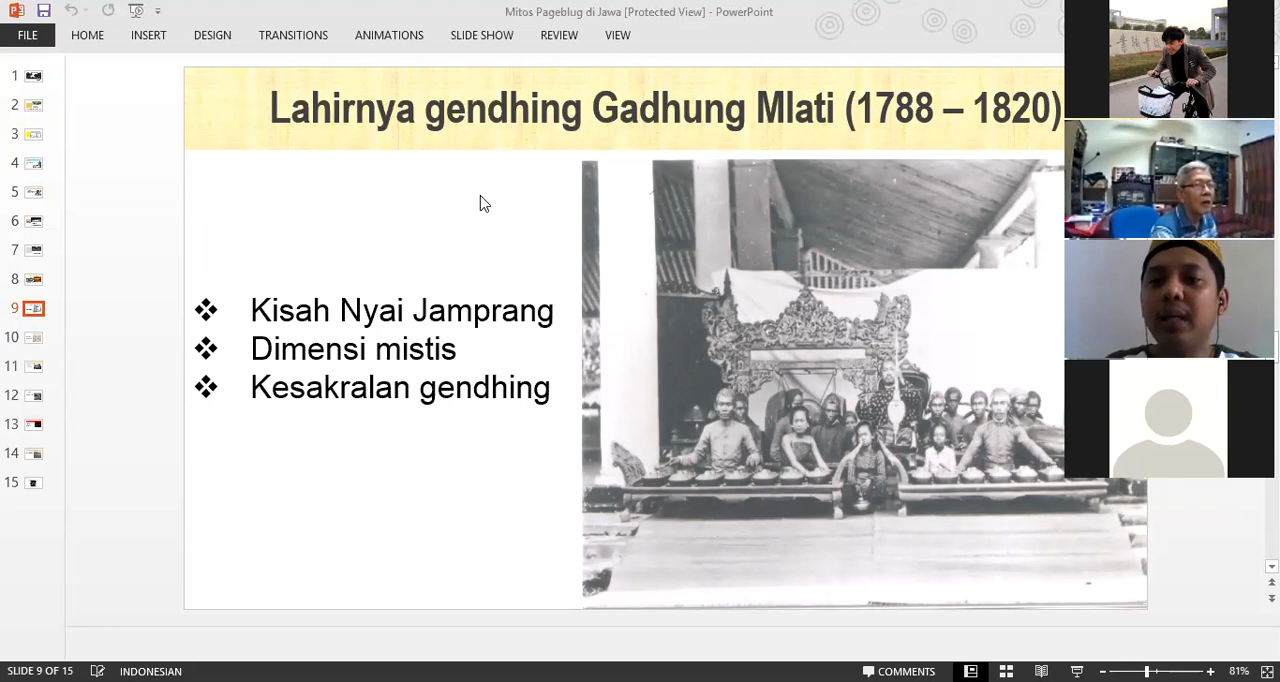 Mitos Pageblug di Jawa [Protected View] - PowerPoint
FILE HOME INSERT DESIGN TRANSITIONS ANIMATIONS SLIDE SHOW REVIEW VIEW
1
2
3
4
5
6
7
8
9
10
11
12
13
14
15
Lahirnya gendhing Gadhung Mlati (1788 – 1820)
Kisah Nyai Jamprang
Dimensi mistis
Kesakralan gendhing
SLIDE 9 OF 15 INDONESIAN COMMENTS 81%